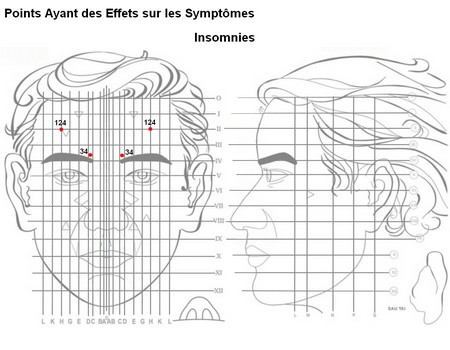 Points Ayant des Effets sur les Symptômes
Insomnies
O
I
124 124 II
III
34 34
IV
V
VI
VII
VIII
IX
X
XI
XII
L K H G E D C B A A B C D E G H K L